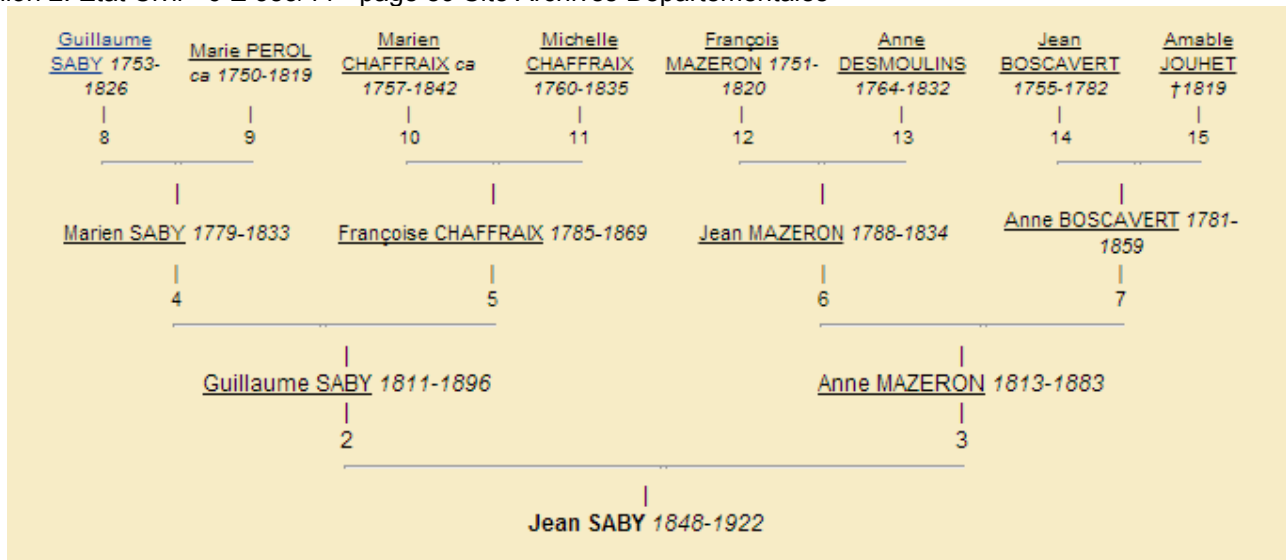 Guillaume Marie PEROL Marien Michelle François Anne Jean Amable
SABY 1753- ca 1750-1819 CHAFFRAIX ca CHAFFRAIX MAZERON 1751- DESMOULINS BOSCAVERT JOUHET
1826 1757-1842 1760-1835 1820 1764-1832 1755-1782 †1819
8 9 10 11 12 13 14 15
Marien SABY 1779-1833 Françoise CHAFFRAIX 1785-1869 Jean MAZERON 1788-1834 Anne BOSCAVERT 1781-
1859
4 5 6 7
Guillaume SABY 1811-1896 Anne MAZERON 1813-1883
2 3
Jean SABY 1848-1922